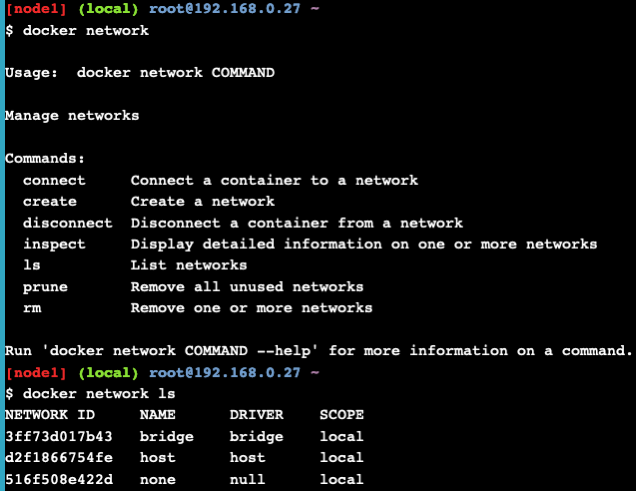 [node1] (local) root@192.168.0.27 ~
$ docker network
Usage:  docker network COMMAND
Manage networks
Commands:
  connect     Connect a container to a network
  create      Create a network
  disconnect  Disconnect a container from a network
  inspect     Display detailed information on one or more networks
  ls          List networks
  prune       Remove all unused networks
  rm          Remove one or more networks
Run 'docker network COMMAND --help' for more information on a command.
[node1] (local) root@192.168.0.27 ~
$ docker network ls
NETWORK ID     NAME      DRIVER    SCOPE
3ff73d017b43   bridge    bridge    local
d2f1866754fe   host      host      local
516f508e422d   none      null      local